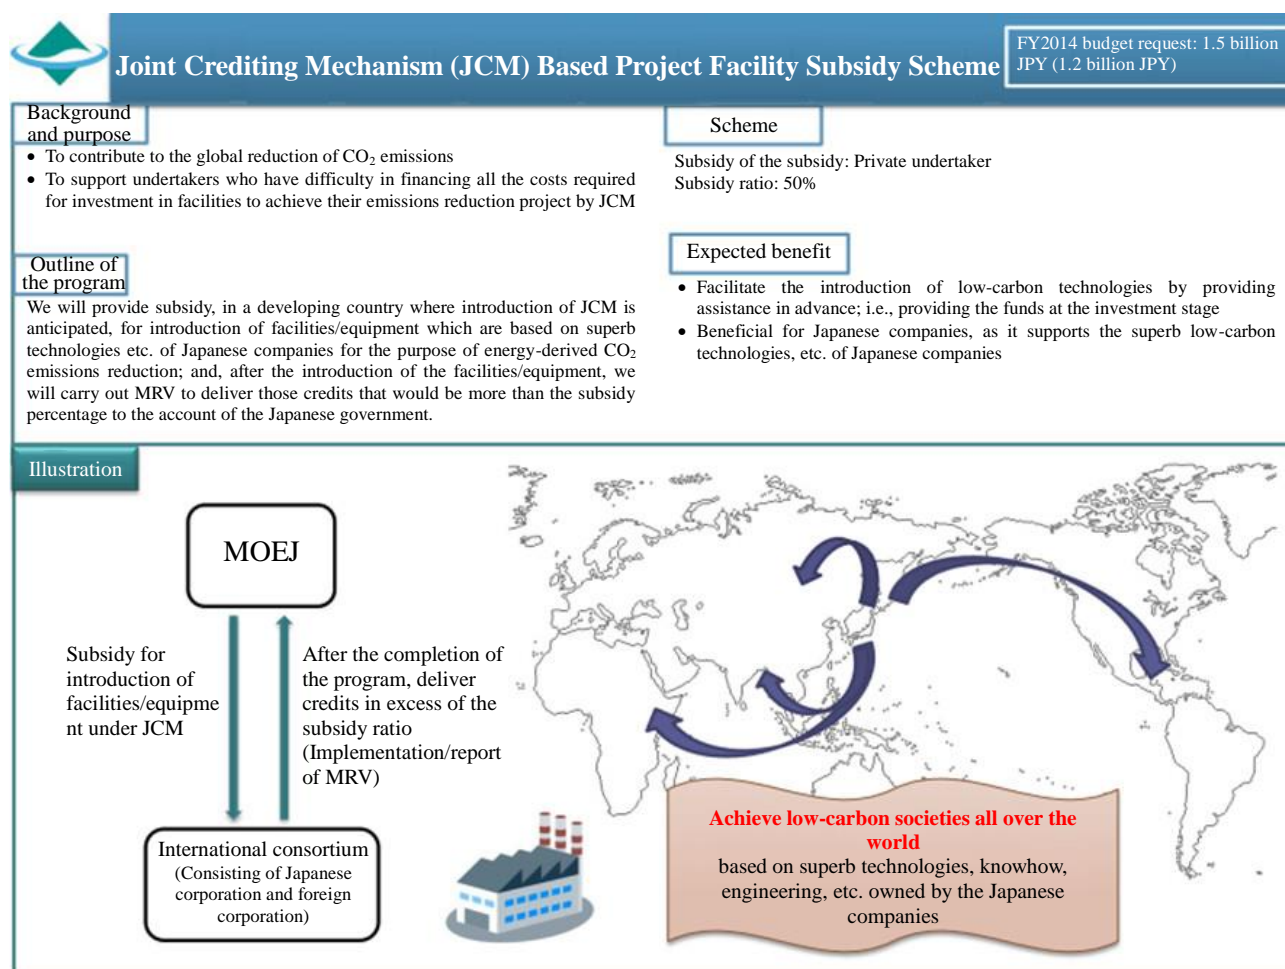 Joint Crediting Mechanism (JCM) Based Project Facility Subsidy Scheme
FY2014 budget request: 1.5 billion
JPY (1.2 billion JPY)
Background
and purpose
• To contribute to the global reduction of CO₂ emissions
• To support undertakers who have difficulty in financing all the costs required
for investment in facilities to achieve their emissions reduction project by JCM
Outline of
the program
We will provide subsidy, in a developing country where introduction of JCM is
anticipated, for introduction of facilities/equipment which are based on superb
technologies etc. of Japanese companies for the purpose of energy-derived CO₂
emissions reduction; and, after the introduction of the facilities/equipment, we
will carry out MRV to deliver those credits that would be more than the subsidy
percentage to the account of the Japanese government.
Scheme
Subsidy of the subsidy: Private undertaker
Subsidy ratio: 50%
Expected benefit
• Facilitate the introduction of low-carbon technologies by providing
assistance in advance; i.e., providing the funds at the investment stage
• Beneficial for Japanese companies, as it supports the superb low-carbon
technologies, etc. of Japanese companies
Illustration
MOEJ
Subsidy for
introduction of
facilities/equipme
nt under JCM
After the completion of
the program, deliver
credits in excess of the
subsidy ratio
(Implementation/report
of MRV)
International consortium
(Consisting of Japanese
corporation and foreign
corporation)
Achieve low-carbon societies all over the
world
based on superb technologies, knowhow,
engineering, etc. owned by the Japanese
companies